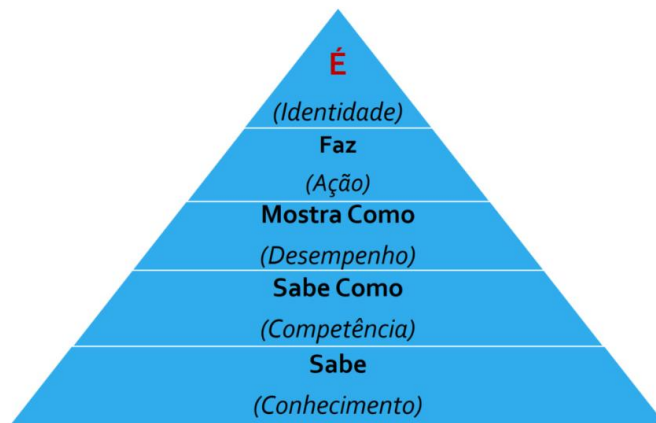 É
(Identidade)
Faz
(Ação)
Mostra Como
(Desempenho)
Sabe Como
(Competência)
Sabe
(Conhecimento)